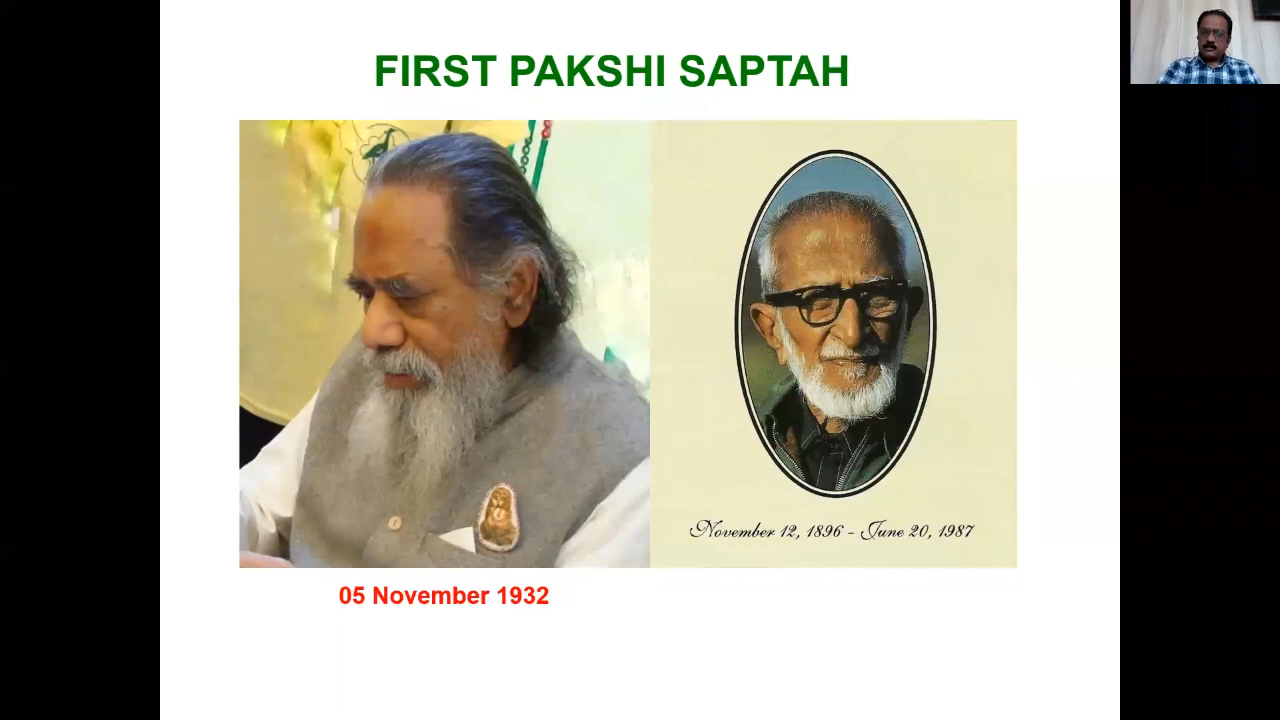 FIRST PAKSHI SAPTAH
November 12, 1896 - June 20, 1987
05 November 1932